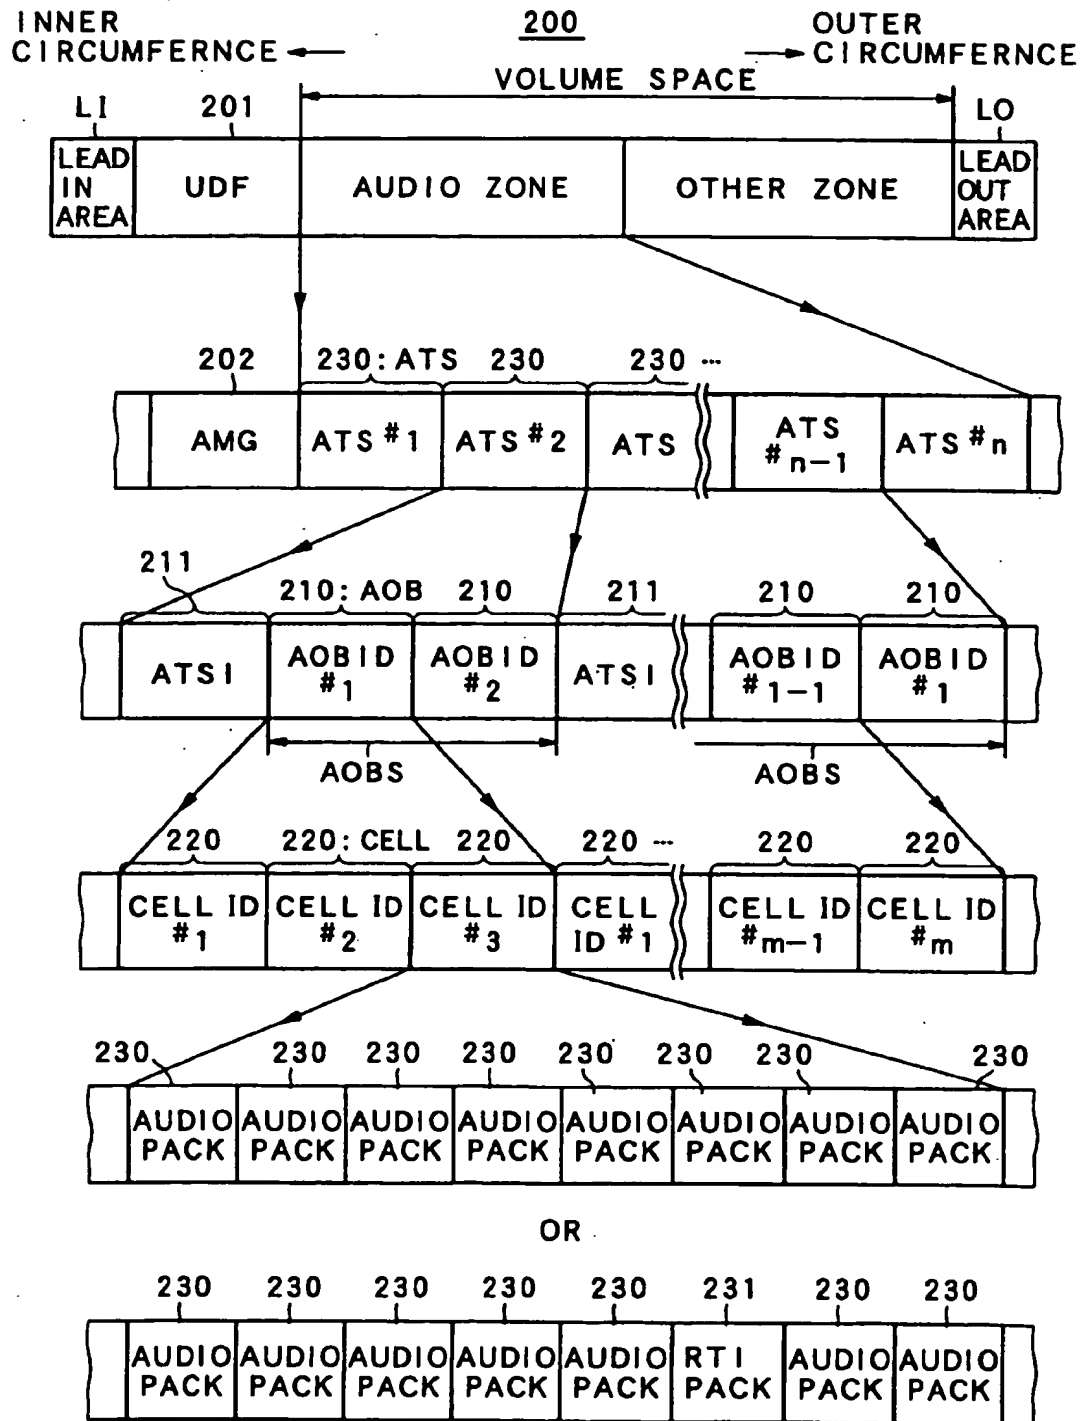 INNER
CIRCUMFERNCE
200
OUTER
CIRCUMFERNCE
VOLUME SPACE
LI
201
LO
LEAD
IN
AREA
UDF
AUDIO ZONE
OTHER ZONE
LEAD
OUT
AREA
202
230: ATS
230
230 ...
AMG
ATS #1
ATS #2
ATS
ATS
#n-1
ATS #n
211
210: AOB
210
211
210
210
ATSI
AOBID
#1
AOBID
#2
ATSI
AOBID
#1-1
AOBID
#1
AOBS
AOBS
220
220: CELL
220
220 ...
220
220
CELL ID
#1
CELL ID
#2
CELL ID
#3
CELL
ID #1
CELL ID
#m-1
CELL ID
#m
230
230
230
230
230
230
230
230
AUDIO
PACK
AUDIO
PACK
AUDIO
PACK
AUDIO
PACK
AUDIO
PACK
AUDIO
PACK
AUDIO
PACK
AUDIO
PACK
OR
230
230
230
230
230
231
230
230
AUDIO
PACK
AUDIO
PACK
AUDIO
PACK
AUDIO
PACK
AUDIO
PACK
RTI
PACK
AUDIO
PACK
AUDIO
PACK